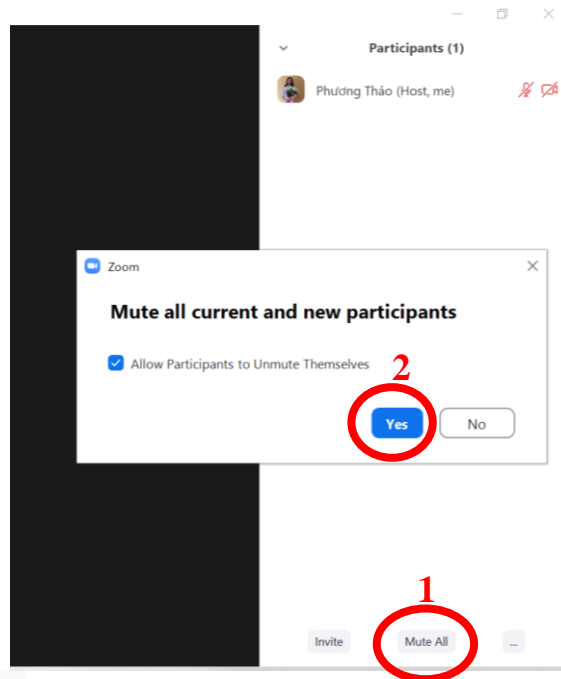 Participants (1)
Phương Thảo (Host, me)
Zoom
Mute all current and new participants
Allow Participants to Unmute Themselves
2
Yes
No
1
Invite
Mute All
...